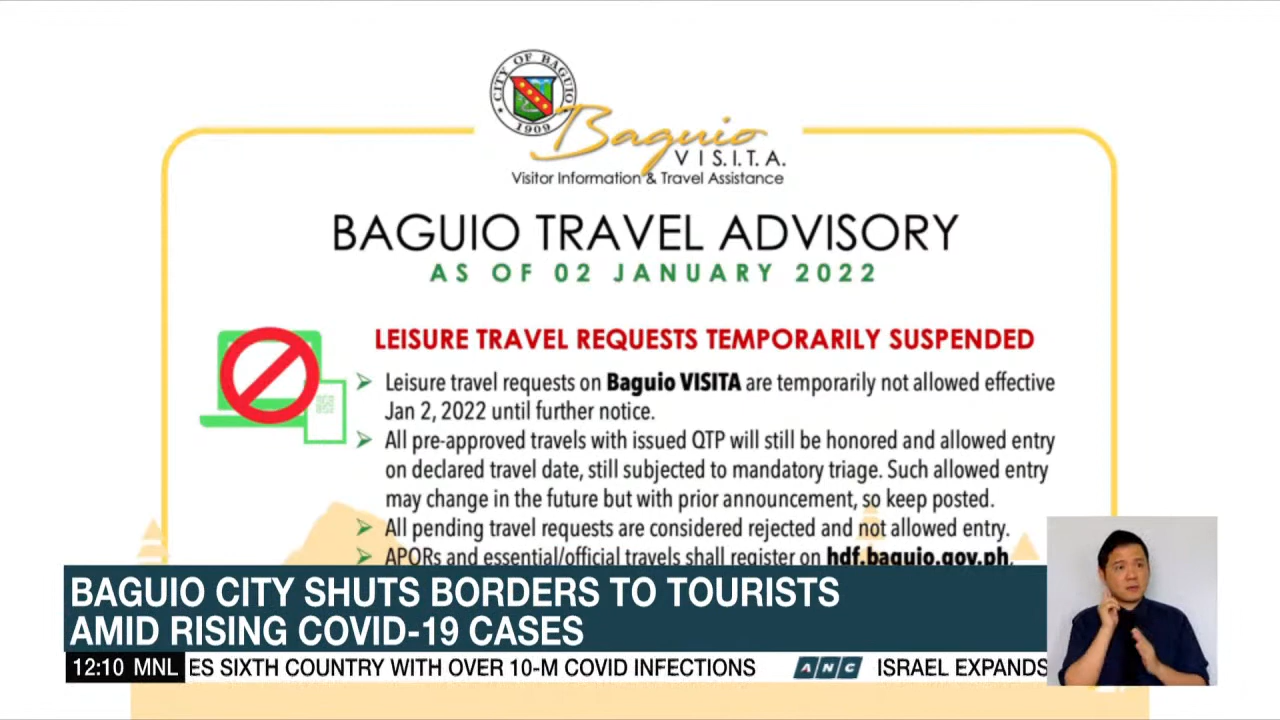 CITY OF BAGUIO
1909
Baguio
V I S.I.T. A.
Visitor Information & Travel Assistance
BAGUIO TRAVEL ADVISORY
AS OF 02 JANUARY 2022
LEISURE TRAVEL REQUESTS TEMPORARILY SUSPENDED
Leisure travel requests on Baguio VISITA are temporarily not allowed effective
Jan 2, 2022 until further notice.
All pre-approved travels with issued QTP will still be honored and allowed entry
on declared travel date, still subjected to mandatory triage. Such allowed entry
may change in the future but with prior announcement, so keep posted.
All pending travel requests are considered rejected and not allowed entry.
APORs and essential/official travels shall register on hdf.baguio.gov.ph,
BAGUIO CITY SHUTS BORDERS TO TOURISTS
AMID RISING COVID-19 CASES
12:10 MNL ES SIXTH COUNTRY WITH OVER 10-M COVID INFECTIONS ANC ISRAEL EXPANDS